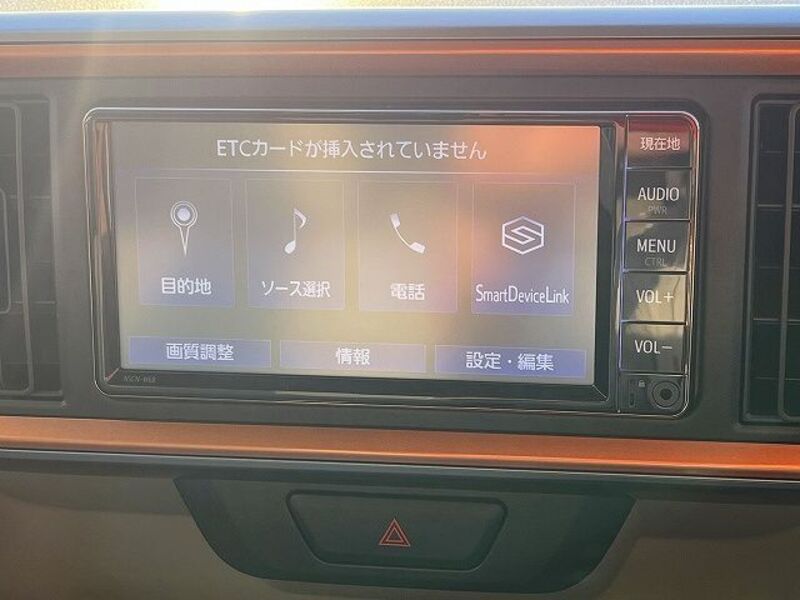 ETCカードが挿入されていません
現在地
AUDIO
PWR
MENU
CTRL
VOL+
VOL−
目的地
ソース選択
電話
SmartDeviceLink
画質調整
情報
設定・編集